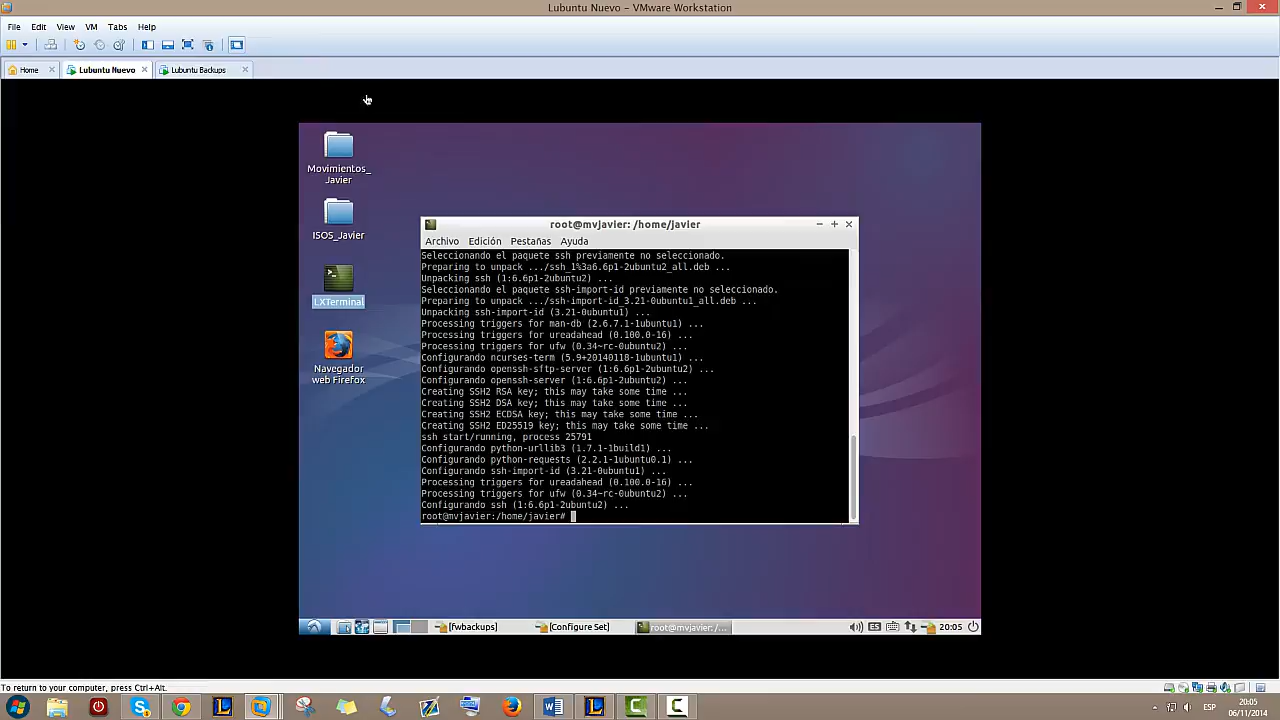 Lubuntu Nuevo - VMware Workstation
File Edit View VM Tabs Help
Home Lubuntu Nuevo Lubuntu Backups
Movimientos_
Javier
ISOS_Javier
LXTerminal
Navegador
web Firefox
root@mvjavier: /home/javier
Archivo Edición Pestañas Ayuda
Seleccionando el paquete ssh previamente no seleccionado.
Preparing to unpack .../ssh_1%3a6.6p1-2ubuntu2_all.deb ...
Unpacking ssh (1:6.6p1-2ubuntu2) ...
Seleccionando el paquete ssh-import-id previamente no seleccionado.
Preparing to unpack .../ssh-import-id_3.21-0ubuntu1_all.deb ...
Unpacking ssh-import-id (3.21-0ubuntu1) ...
Processing triggers for man-db (2.6.7.1-1ubuntu1) ...
Processing triggers for ureadahead (0.100.0-16) ...
Processing triggers for ufw (0.34~rc-0ubuntu2) ...
Configurando ncurses-term (5.9+20140118-1ubuntu1) ...
Configurando openssh-sftp-server (1:6.6p1-2ubuntu2) ...
Configurando openssh-server (1:6.6p1-2ubuntu2) ...
Creating SSH2 RSA key; this may take some time ...
Creating SSH2 DSA key; this may take some time ...
Creating SSH2 ECDSA key; this may take some time ...
Creating SSH2 ED25519 key; this may take some time ...
ssh start/running, process 25791
Configurando python-urllib3 (1.7.1-1build1) ...
Configurando python-requests (2.2.1-1ubuntu0.1) ...
Configurando ssh-import-id (3.21-0ubuntu1) ...
Processing triggers for ureadahead (0.100.0-16) ...
Processing triggers for ufw (0.34~rc-0ubuntu2) ...
Configurando ssh (1:6.6p1-2ubuntu2) ...
root@mvjavier:/home/javier#
[fwbackups] [Configure Set] root@mvjavier: /... ES 20:05
To return to your computer, press Ctrl+Alt.
ESP 20:05
06/11/2014